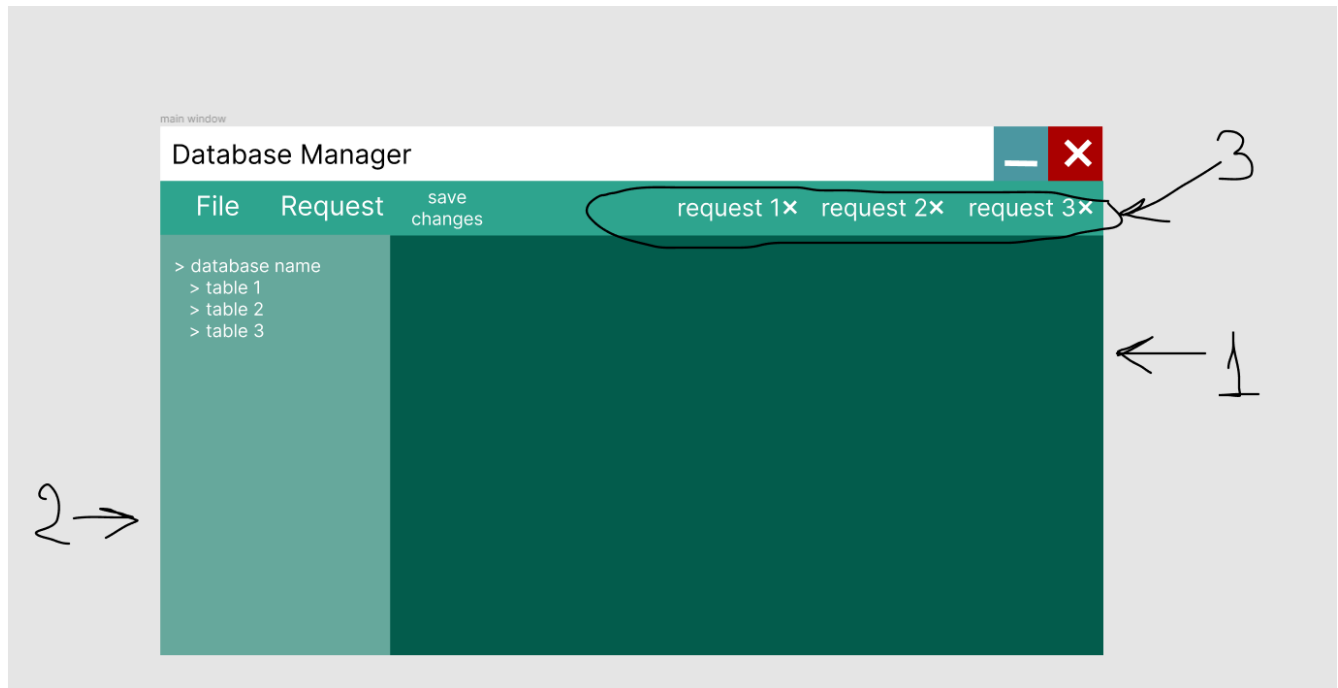 main window
Database Manager
File Request save changes request 1× request 2× request 3×
> database name
> table 1
> table 2
> table 3
3
1
2